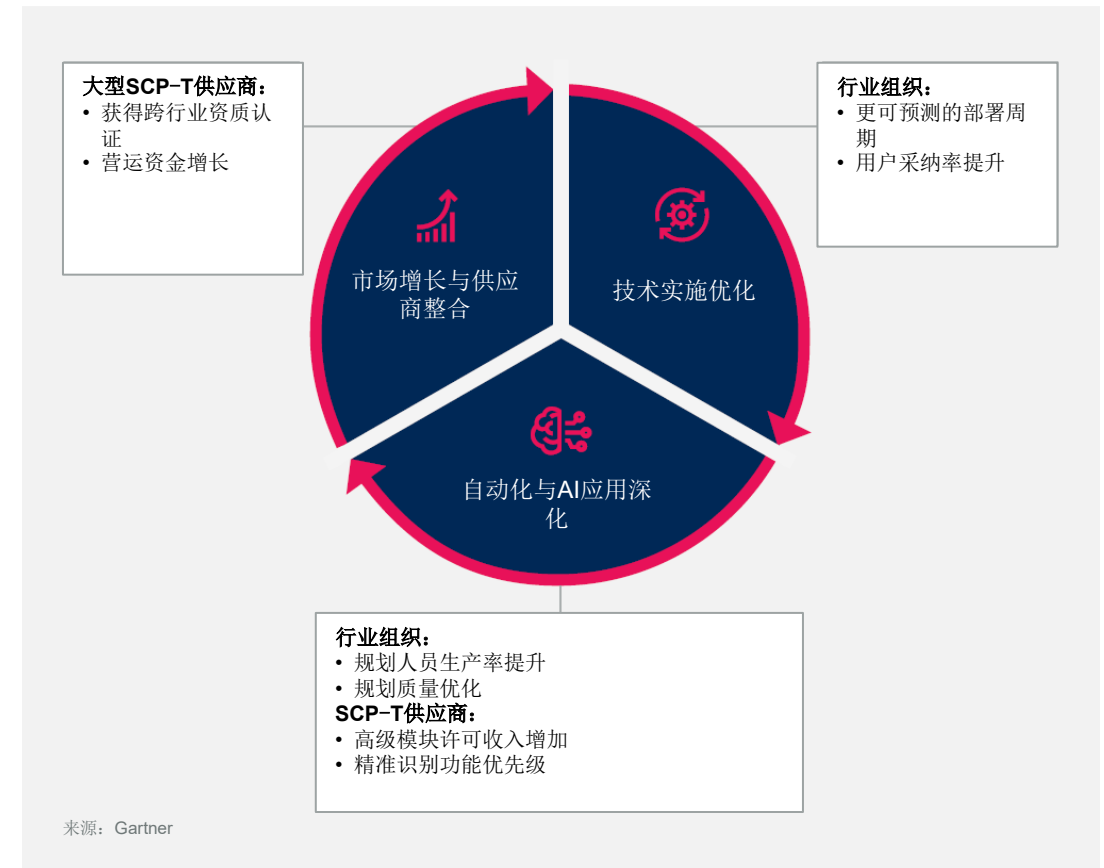 大型SCP-T供应商：
• 获得跨行业资质认
证
• 营运资金增长
行业组织：
• 更可预测的部署周
期
• 用户采纳率提升
市场增长与供应
商整合
技术实施优化
自动化与AI应用深
化
行业组织：
• 规划人员生产率提升
• 规划质量优化
SCP-T供应商：
• 高级模块许可收入增加
• 精准识别功能优先级
来源：Gartner